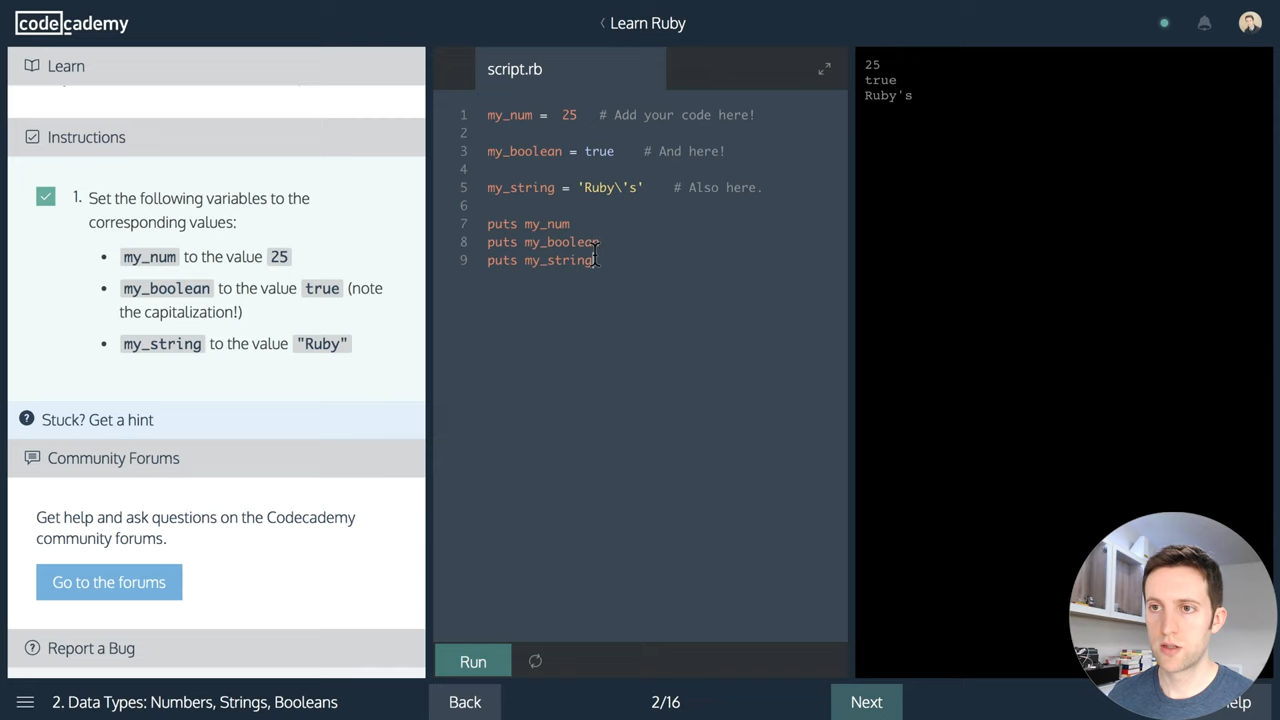 codecademy
Learn Ruby
Learn
Instructions
1. Set the following variables to the
corresponding values:
my_num to the value 25
my_boolean to the value true (note
the capitalization!)
my_string to the value "Ruby"
Stuck? Get a hint
Community Forums
Get help and ask questions on the Codecademy
community forums.
Go to the forums
Report a Bug
script.rb
1 my_num =  25   # Add your code here!
2
3 my_boolean = true    # And here!
4
5 my_string = 'Ruby\'s'    # Also here.
6
7 puts my_num
8 puts my_boolean
9 puts my_string
Run
25
true
Ruby's
2. Data Types: Numbers, Strings, Booleans
Back
2/16
Next
elp